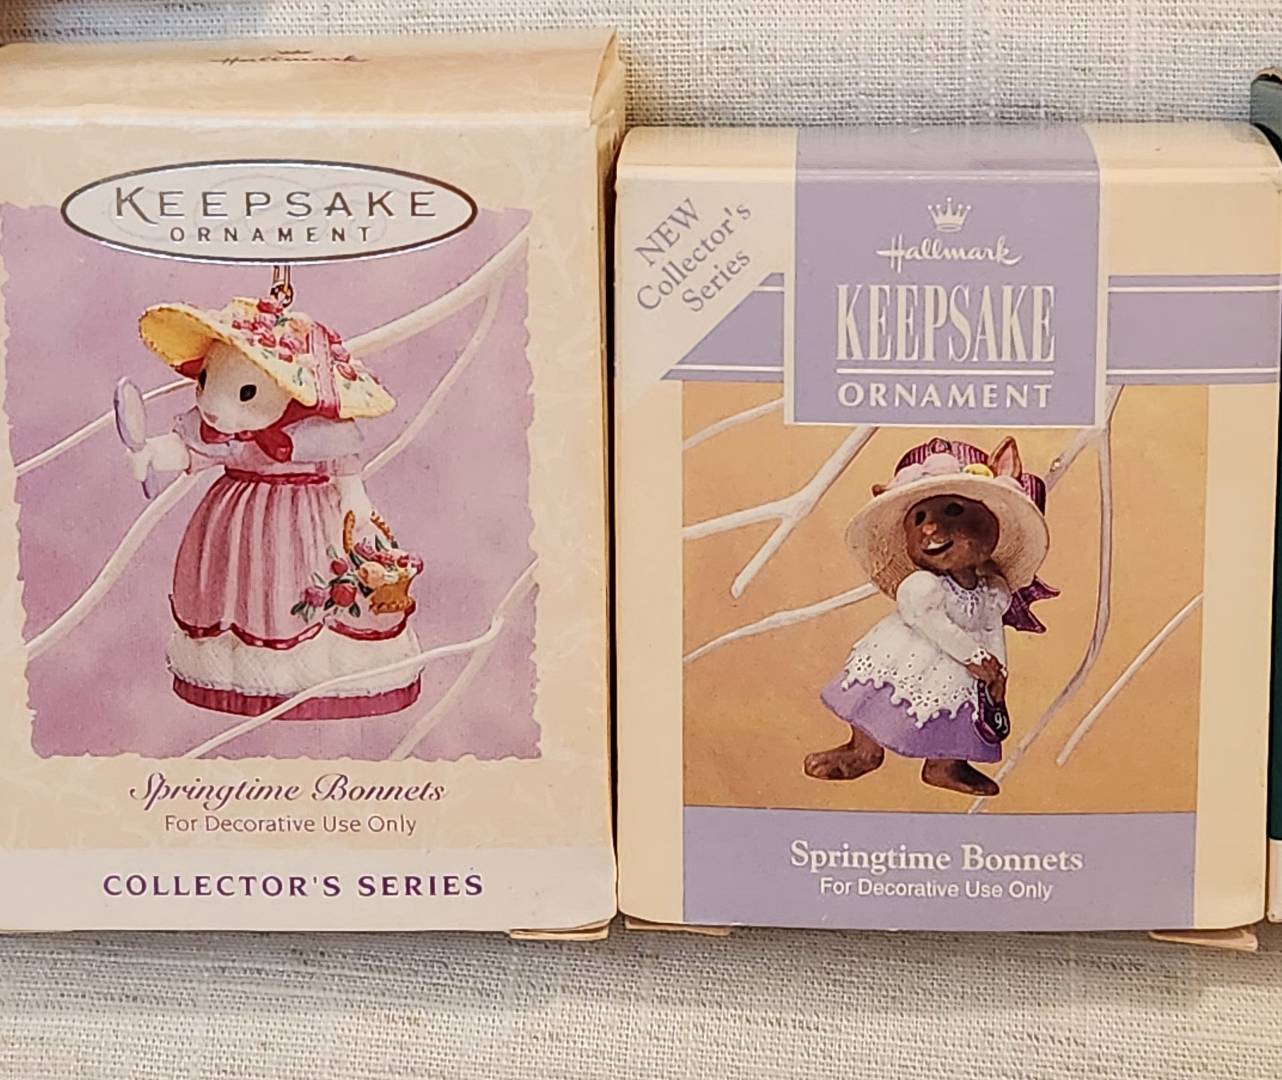 Hallmark
KEEPSAKE
ORNAMENT
Springtime Bonnets
For Decorative Use Only
COLLECTOR'S SERIES
NEW
Collector's
Series
Hallmark
KEEPSAKE
ORNAMENT
Springtime Bonnets
For Decorative Use Only